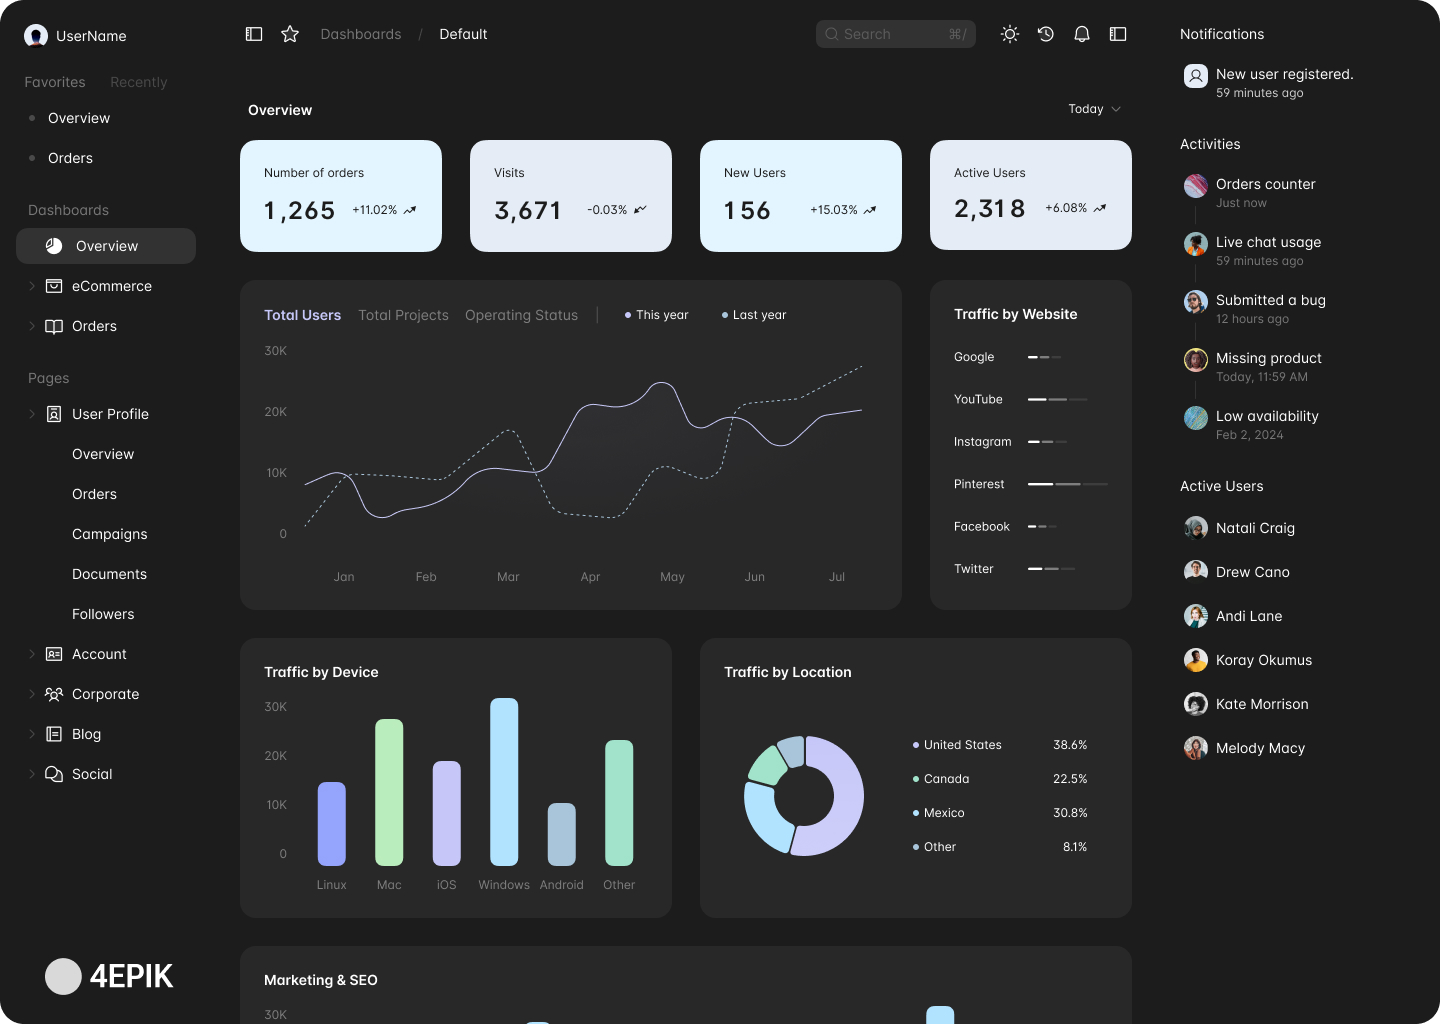 UserName
Favorites Recently
Overview
Orders
Dashboards
Overview
eCommerce
Orders
Pages
User Profile
Overview
Orders
Campaigns
Documents
Followers
Account
Corporate
Blog
Social
4EPIK
Dashboards / Default
Search ⌘/
Overview
Today
Number of orders
1,265 +11.02%
Visits
3,671 -0.03%
New Users
156 +15.03%
Active Users
2,318 +6.08%
Total Users Total Projects Operating Status | This year Last year
30K
20K
10K
0
Jan Feb Mar Apr May Jun Jul
Traffic by Website
Google
YouTube
Instagram
Pinterest
Facebook
Twitter
Traffic by Device
30K
20K
10K
0
Linux Mac iOS Windows Android Other
Traffic by Location
United States 38.6%
Canada 22.5%
Mexico 30.8%
Other 8.1%
Marketing & SEO
30K
Notifications
New user registered.
59 minutes ago
Activities
Orders counter
Just now
Live chat usage
59 minutes ago
Submitted a bug
12 hours ago
Missing product
Today, 11:59 AM
Low availability
Feb 2, 2024
Active Users
Natali Craig
Drew Cano
Andi Lane
Koray Okumus
Kate Morrison
Melody Macy